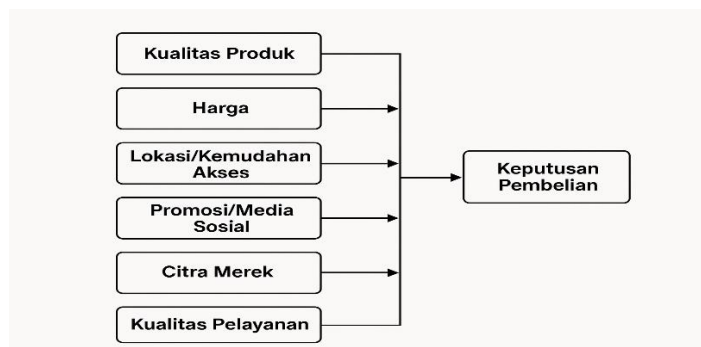 Kualitas Produk
Harga
Lokasi/Kemudahan
Akses
Promosi/Media
Sosial
Citra Merek
Kualitas Pelayanan
Keputusan
Pembelian